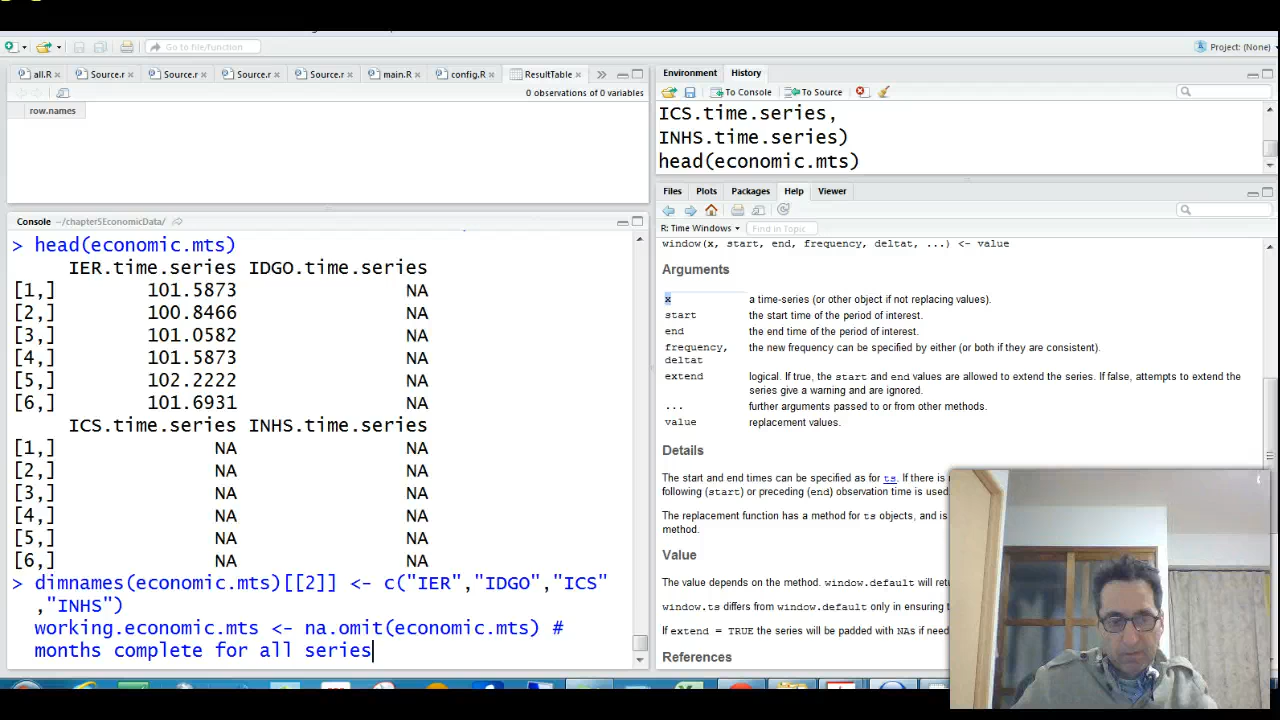 Go to file/function
Project: (None)
all.R
Source.r
Source.r
Source.r
Source.r
main.R
config.R
ResultTable
0 observations of 0 variables
row.names
Environment
History
To Console
To Source
ICS.time.series,
INHS.time.series)
head(economic.mts)
Console ~/chapter5EconomicData/
> head(economic.mts)
IER.time.series IDGO.time.series
[1,] 101.5873 NA
[2,] 100.8466 NA
[3,] 101.0582 NA
[4,] 101.5873 NA
[5,] 102.2222 NA
[6,] 101.6931 NA
ICS.time.series INHS.time.series
[1,] NA NA
[2,] NA NA
[3,] NA NA
[4,] NA NA
[5,] NA NA
[6,] NA NA
> dimnames(economic.mts)[[2]] <- c("IER","IDGO","ICS"
,"INHS")
working.economic.mts <- na.omit(economic.mts) #
months complete for all series
Files
Plots
Packages
Help
Viewer
R: Time Windows
Find in Topic
window(x, start, end, frequency, deltat, ...) <- value
Arguments
x a time-series (or other object if not replacing values).
start the start time of the period of interest.
end the end time of the period of interest.
frequency, the new frequency can be specified by either (or both if they are consistent).
deltat
extend logical. If true, the start and end values are allowed to extend the series. If false, attempts to extend the
series give a warning and are ignored.
... further arguments passed to or from other methods.
value replacement values.
Details
The start and end times can be specified as for ts. If there is
following (start) or preceding (end) observation time is used
The replacement function has a method for ts objects, and is
method.
Value
The value depends on the method. window.default will
window.ts differs from window.default only in ensuring
If extend = TRUE the series will be padded with NAs if
References